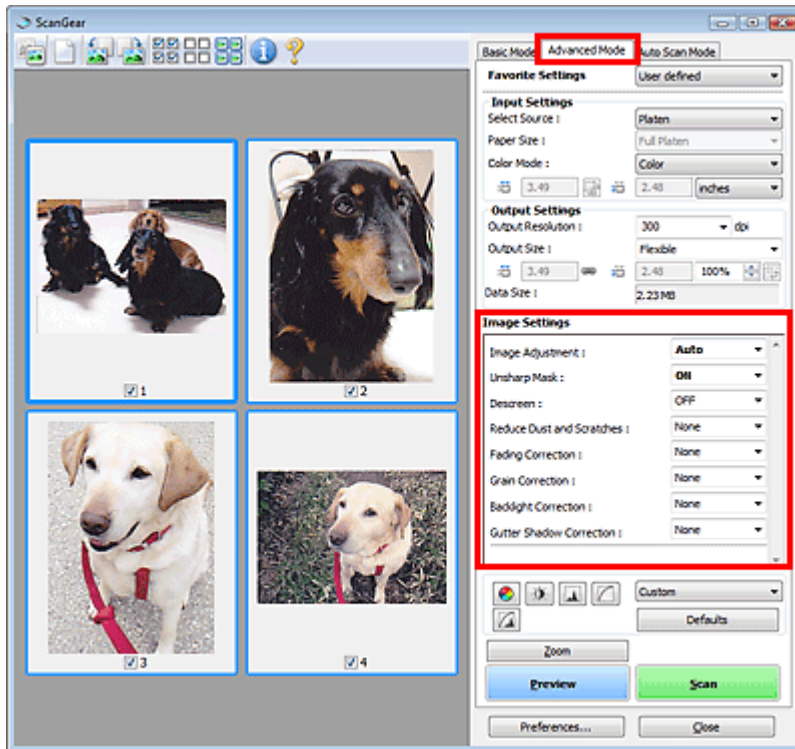 ScanGear
Basic Mode Advanced Mode Auto Scan Mode
Favorite Settings User defined
Input Settings
Select Source : Platen
Paper Size : Full Platen
Color Mode : Color
3.49 2.48 inches
Output Settings
Output Resolution : 300 dpi
Output Size : Flexible
3.49 2.48 100%
Data Size : 2.23 MB
Image Settings
Image Adjustment : Auto
Unsharp Mask : ON
Descreen : OFF
Reduce Dust and Scratches : None
Fading Correction : None
Grain Correction : None
Backlight Correction : None
Gutter Shadow Correction : None
Custom
Defaults
Zoom
Preview Scan
Preferences... Close
1
2
3
4